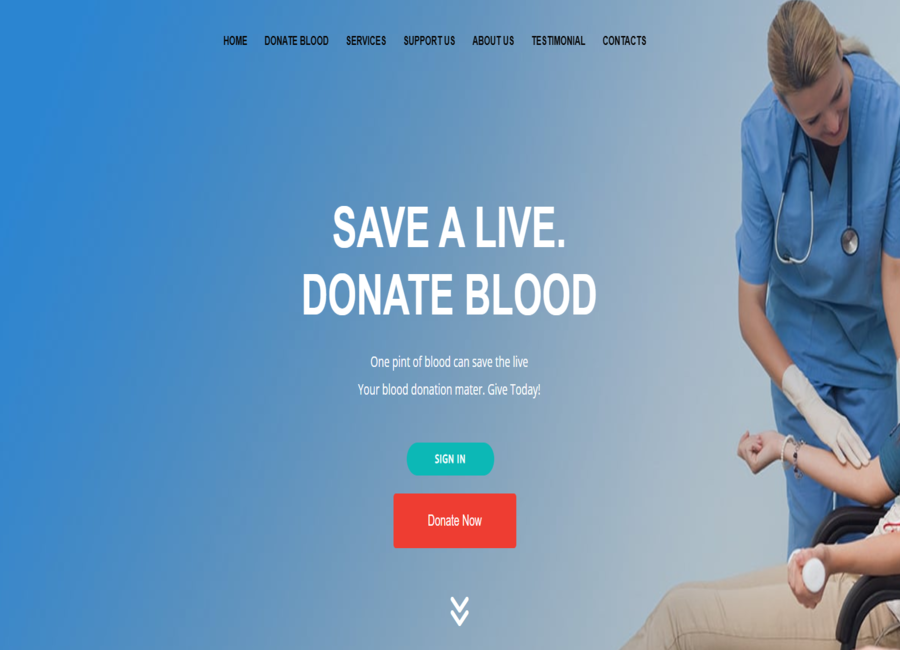 HOME DONATE BLOOD SERVICES SUPPORT US ABOUT US TESTIMONIAL CONTACTS
SAVE A LIVE.
DONATE BLOOD
One pint of blood can save the live
Your blood donation mater. Give Today!
SIGN IN
Donate Now